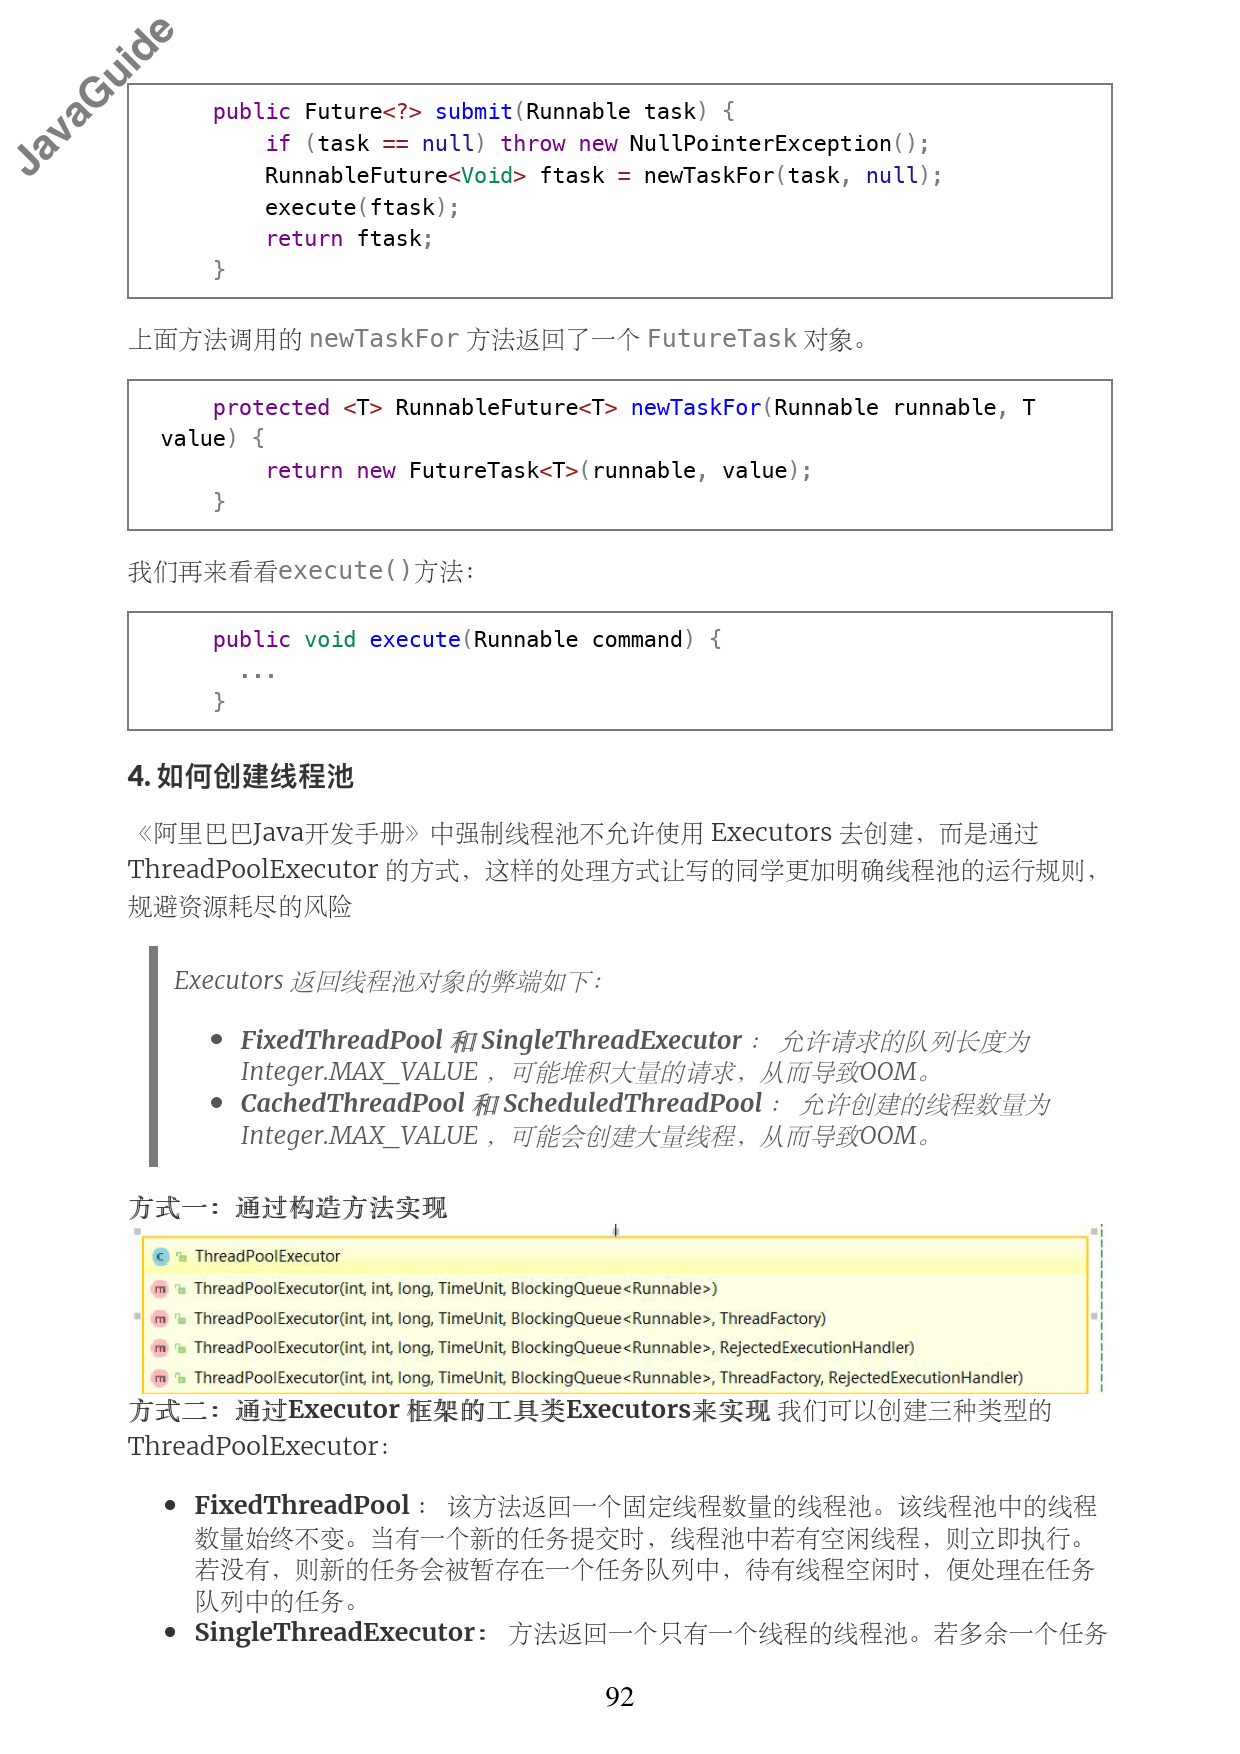 JavaGuide
public Future<?> submit(Runnable task) {
if (task == null) throw new NullPointerException();
RunnableFuture<Void> ftask = newTaskFor(task, null);
execute(ftask);
return ftask;
}
上面方法调用的 newTaskFor 方法返回了一个 FutureTask 对象。
protected <T> RunnableFuture<T> newTaskFor(Runnable runnable, T
value) {
return new FutureTask<T>(runnable, value);
}
我们再来看看execute()方法：
public void execute(Runnable command) {
...
}
4. 如何创建线程池
《阿里巴巴Java开发手册》中强制线程池不允许使用 Executors 去创建，而是通过
ThreadPoolExecutor 的方式，这样的处理方式让写的同学更加明确线程池的运行规则，
规避资源耗尽的风险
Executors 返回线程池对象的弊端如下：
• FixedThreadPool 和 SingleThreadExecutor ： 允许请求的队列长度为
Integer.MAX_VALUE ，可能堆积大量的请求，从而导致OOM。
• CachedThreadPool 和 ScheduledThreadPool ： 允许创建的线程数量为
Integer.MAX_VALUE ，可能会创建大量线程，从而导致OOM。
方式一：通过构造方法实现
C ThreadPoolExecutor
m ThreadPoolExecutor(int, int, long, TimeUnit, BlockingQueue<Runnable>)
m ThreadPoolExecutor(int, int, long, TimeUnit, BlockingQueue<Runnable>, ThreadFactory)
m ThreadPoolExecutor(int, int, long, TimeUnit, BlockingQueue<Runnable>, RejectedExecutionHandler)
m ThreadPoolExecutor(int, int, long, TimeUnit, BlockingQueue<Runnable>, ThreadFactory, RejectedExecutionHandler)
方式二：通过Executor 框架的工具类Executors来实现 我们可以创建三种类型的
ThreadPoolExecutor：
• FixedThreadPool ： 该方法返回一个固定线程数量的线程池。该线程池中的线程
数量始终不变。当有一个新的任务提交时，线程池中若有空闲线程，则立即执行。
若没有，则新的任务会被暂存在一个任务队列中，待有线程空闲时，便处理在任务
队列中的任务。
• SingleThreadExecutor： 方法返回一个只有一个线程的线程池。若多余一个任务
92